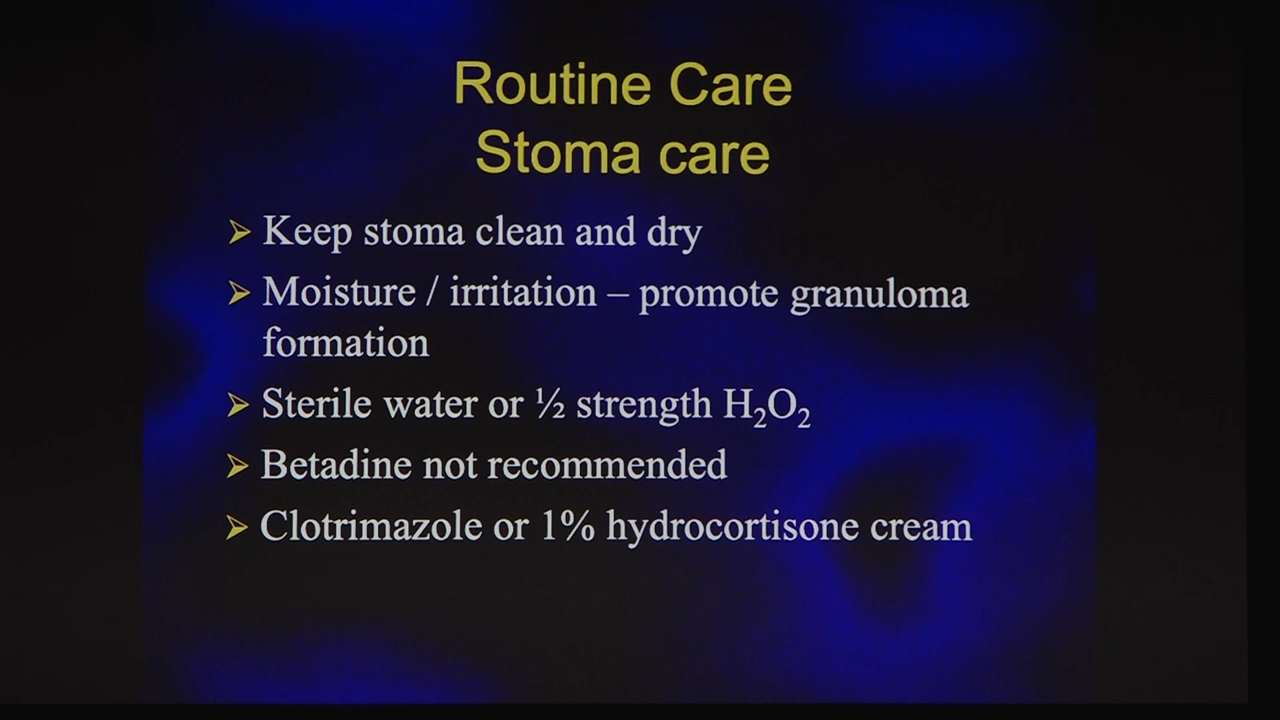 Routine Care
Stoma care
➢ Keep stoma clean and dry
➢ Moisture / irritation – promote granuloma
formation
➢ Sterile water or ½ strength H₂O₂
➢ Betadine not recommended
➢ Clotrimazole or 1% hydrocortisone cream